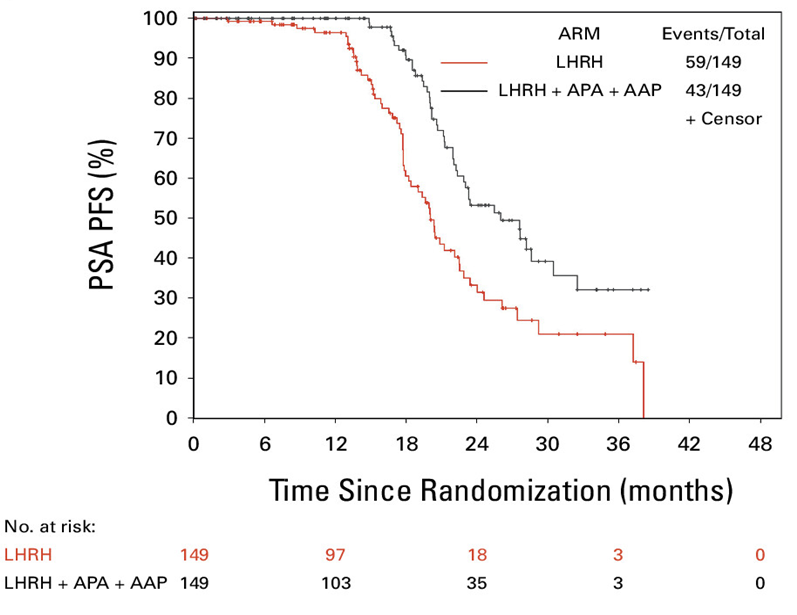 ARM Events/Total
LHRH 59/149
LHRH + APA + AAP 43/149
+ Censor
PSA PFS (%)
100
90
80
70
60
50
40
30
20
10
0
0 6 12 18 24 30 36 42 48
Time Since Randomization (months)
No. at risk:
LHRH 149 97 18 3 0
LHRH + APA + AAP 149 103 35 3 0